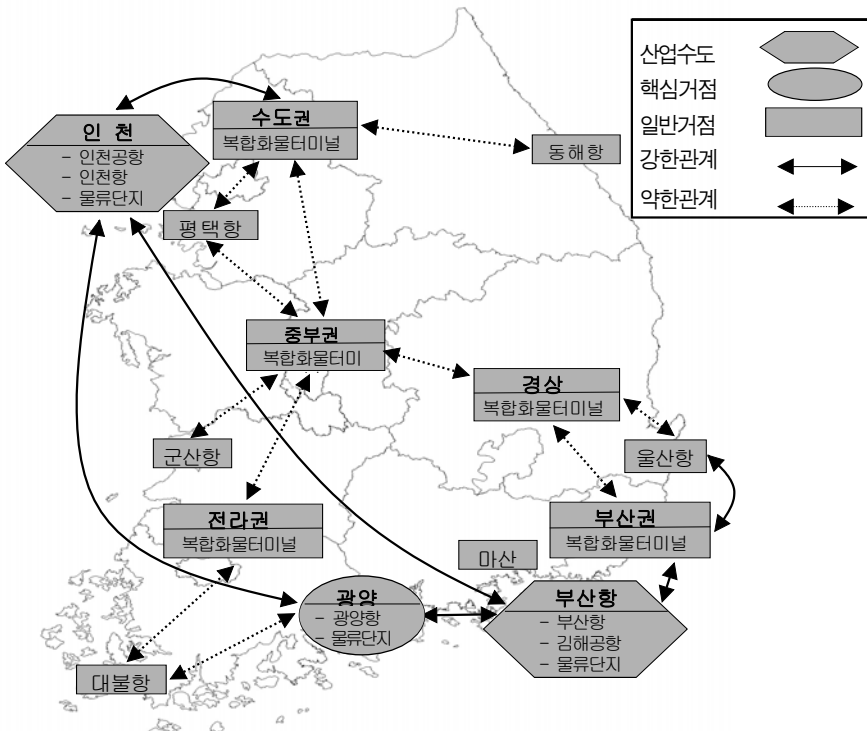 산업수도
핵심거점
일반거점
강한관계
약한관계
인 천
- 인천공항
- 인천항
- 물류단지
수도권
복합화물터미널
동해항
평택항
중부권
복합화물터미
경상
복합화물터미널
군산항
울산항
전라권
복합화물터미널
부산권
복합화물터미널
마산
광양
- 광양항
- 물류단지
부산항
- 부산항
- 김해공항
- 물류단지
대불항